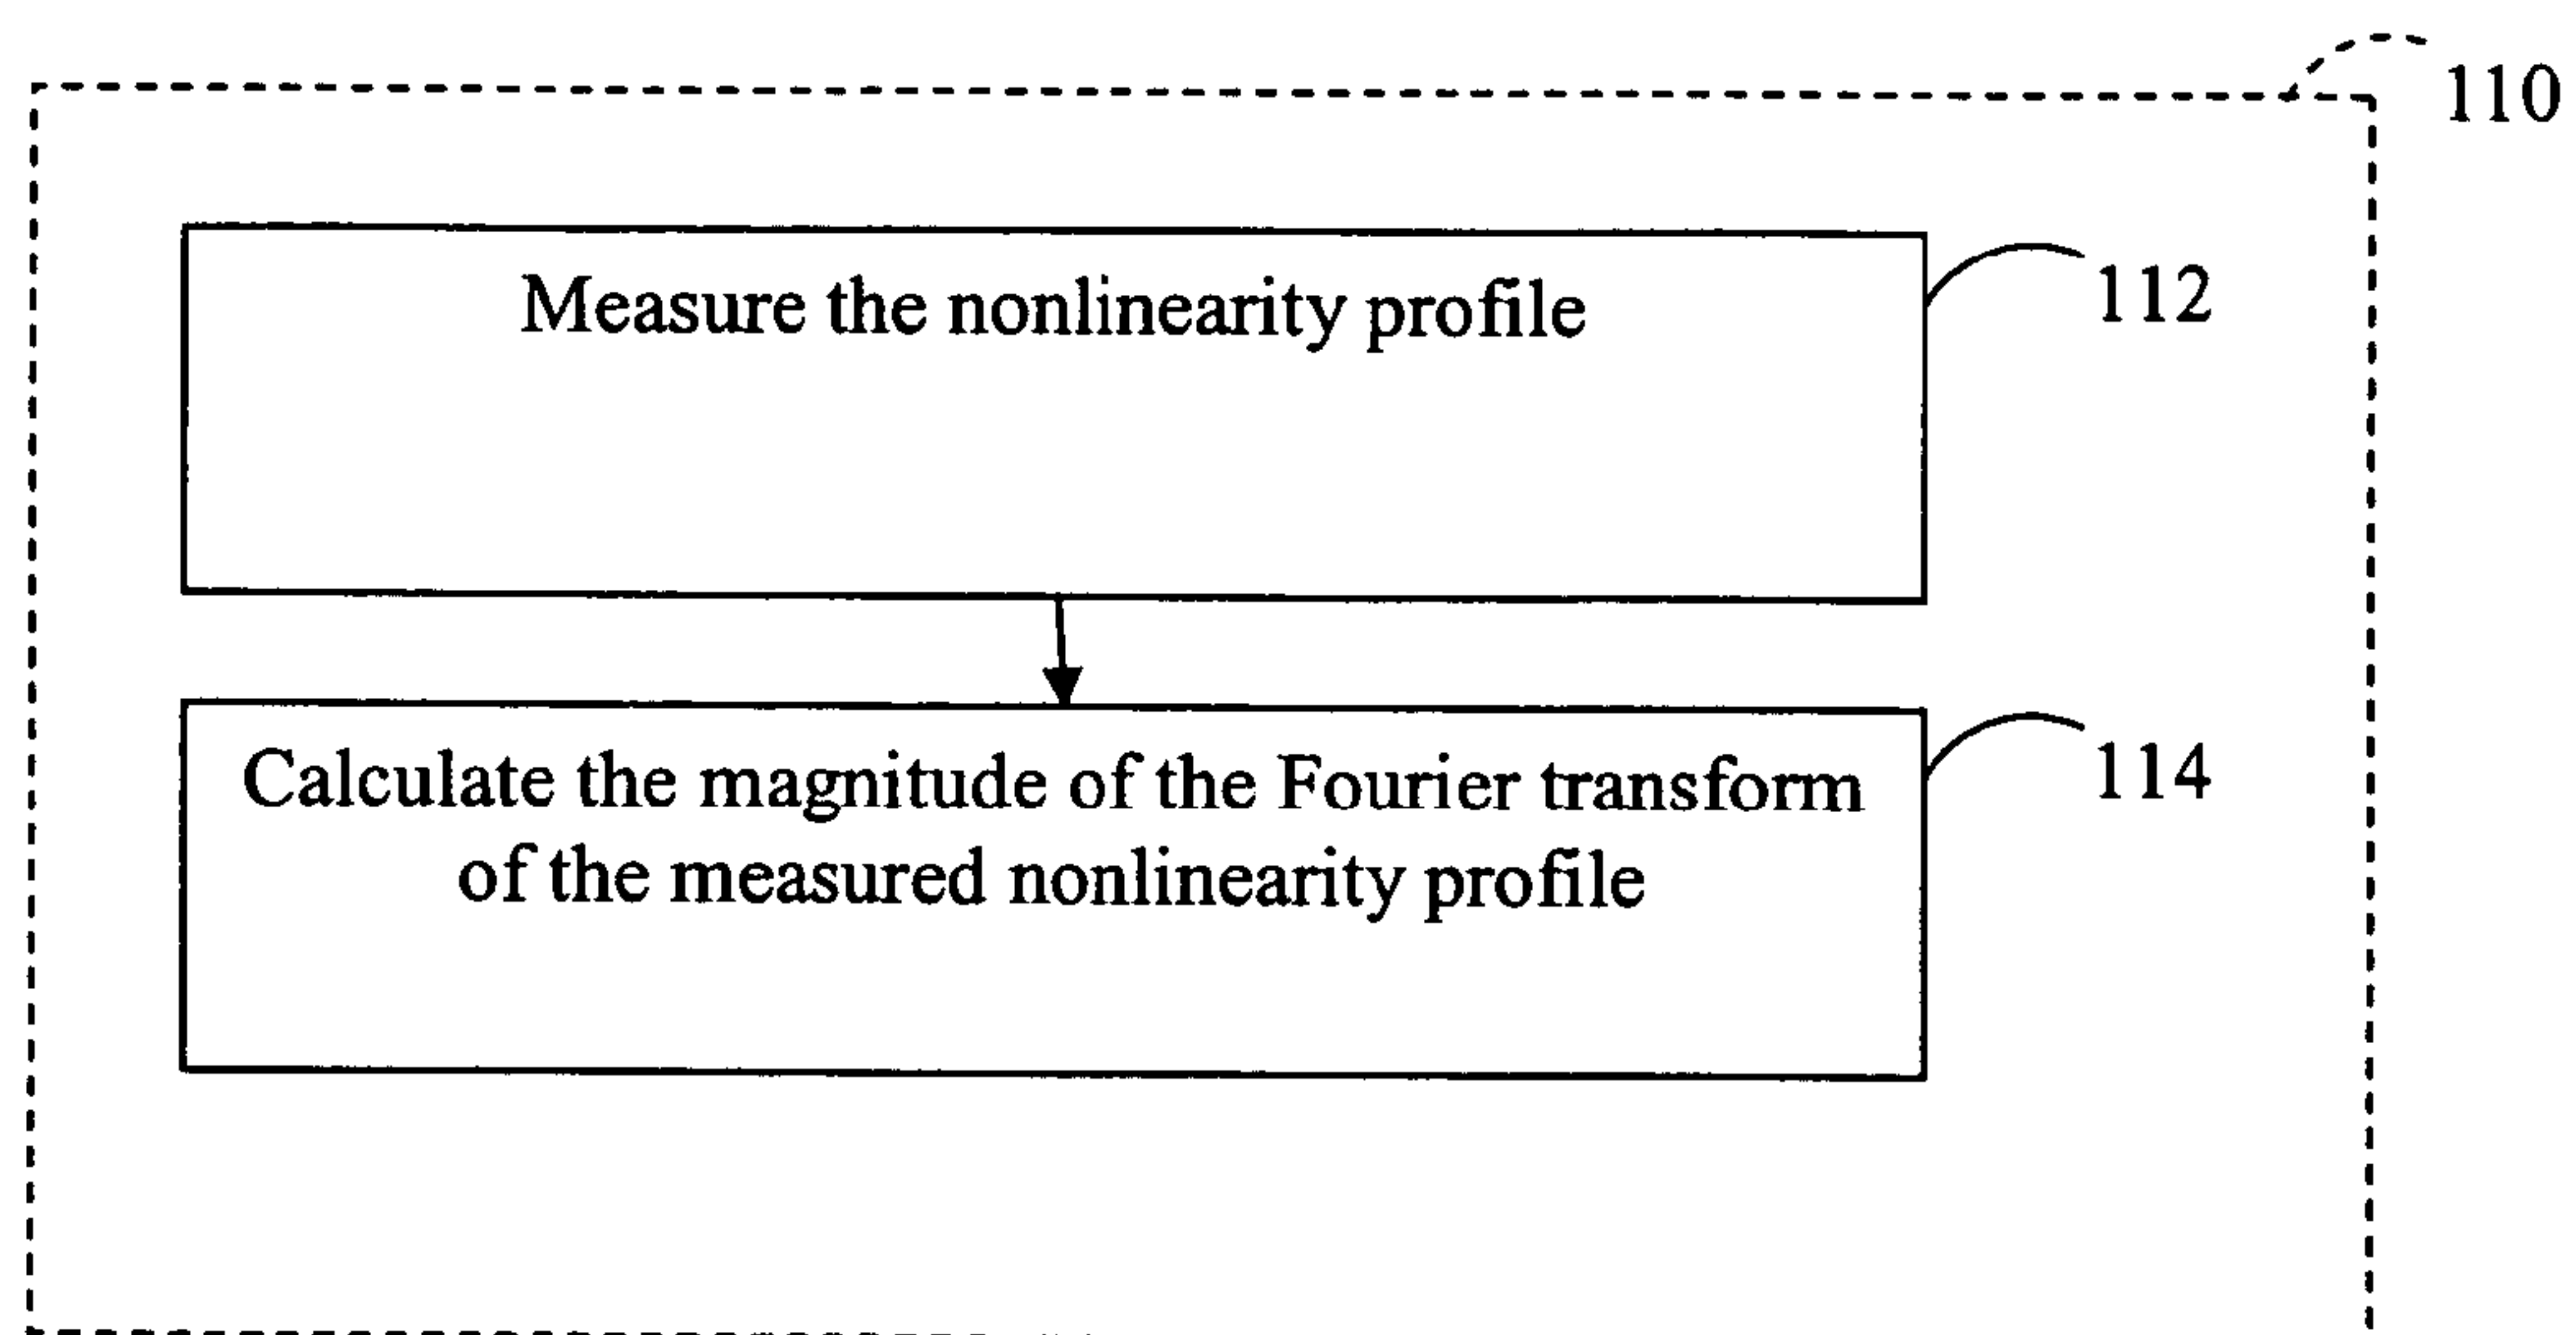 110
Measure the nonlinearity profile
112
Calculate the magnitude of the Fourier transform
of the measured nonlinearity profile
114